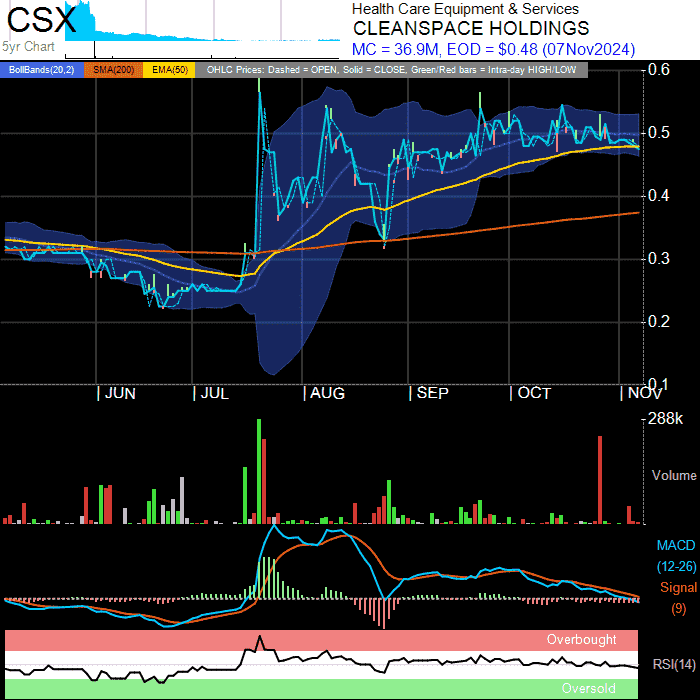 CSX
5yr Chart
Health Care Equipment & Services
CLEANSPACE HOLDINGS
MC = 36.9M, EOD = $0.48 (07Nov2024)
BollBands(20,2) SMA(200) EMA(50) OHLC Prices: Dashed = OPEN, Solid = CLOSE, Green/Red bars = Intra-day HIGH/LOW
0.6
0.5
0.4
0.3
0.2
0.1
JUN JUL AUG SEP OCT NOV
288k
Volume
MACD
(12-26)
Signal
(9)
Overbought
RSI(14)
Oversold